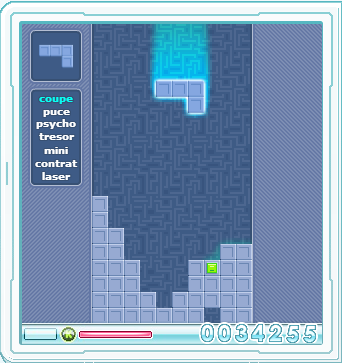 coupe
puce
psycho
tresor
mini
contrat
laser
0034255